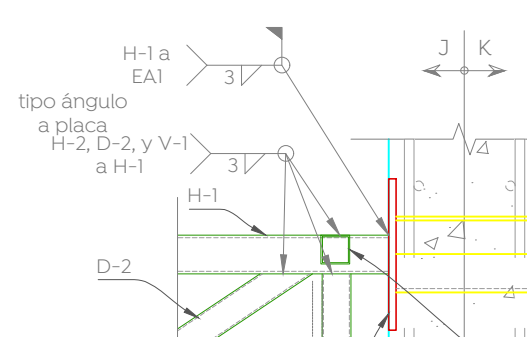 H-1 a
EA1
J K
3
tipo ángulo
a placa
H-2, D-2, y V-1
a H-1
3
H-1
D-2